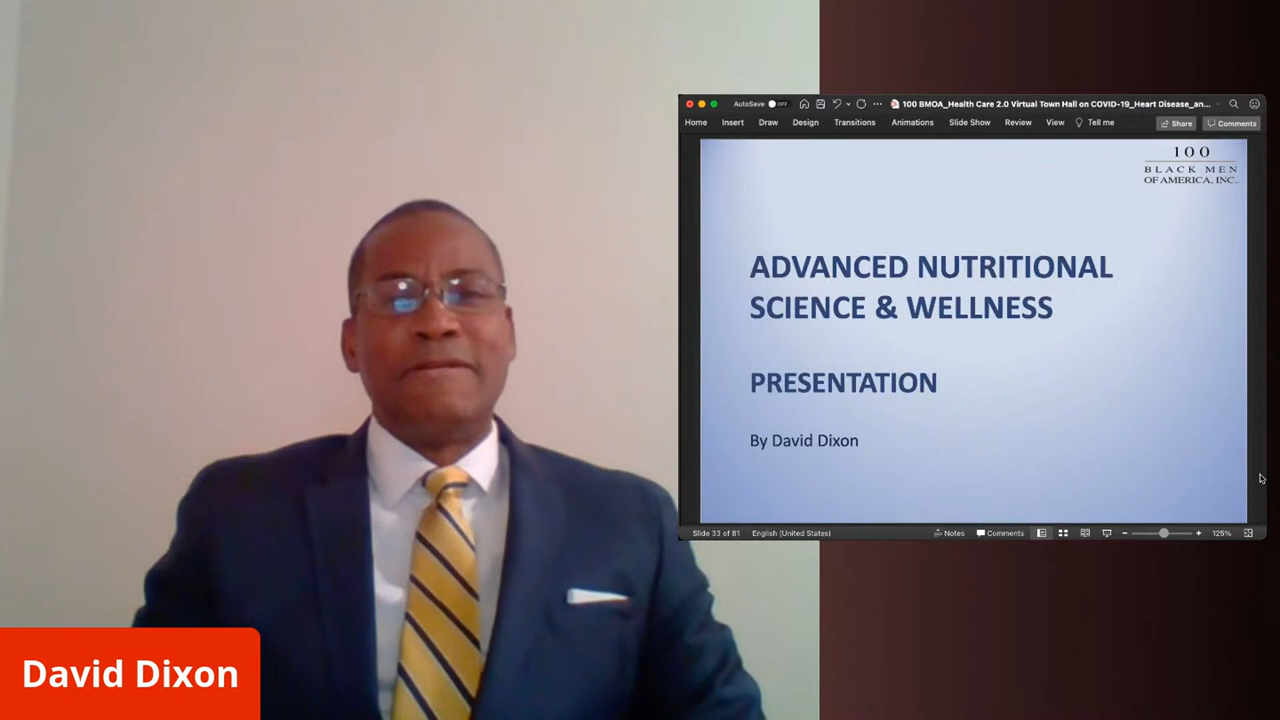 AutoSave OFF
100 BMOA_Health Care 2.0 Virtual Town Hall on COVID-19_Heart Disease_an...
Home Insert Draw Design Transitions Animations Slide Show Review View Tell me Share Comments
100
BLACK MEN
OF AMERICA, INC.
ADVANCED NUTRITIONAL
SCIENCE & WELLNESS
PRESENTATION
By David Dixon
Slide 33 of 81 English (United States) Notes Comments 125%
David Dixon